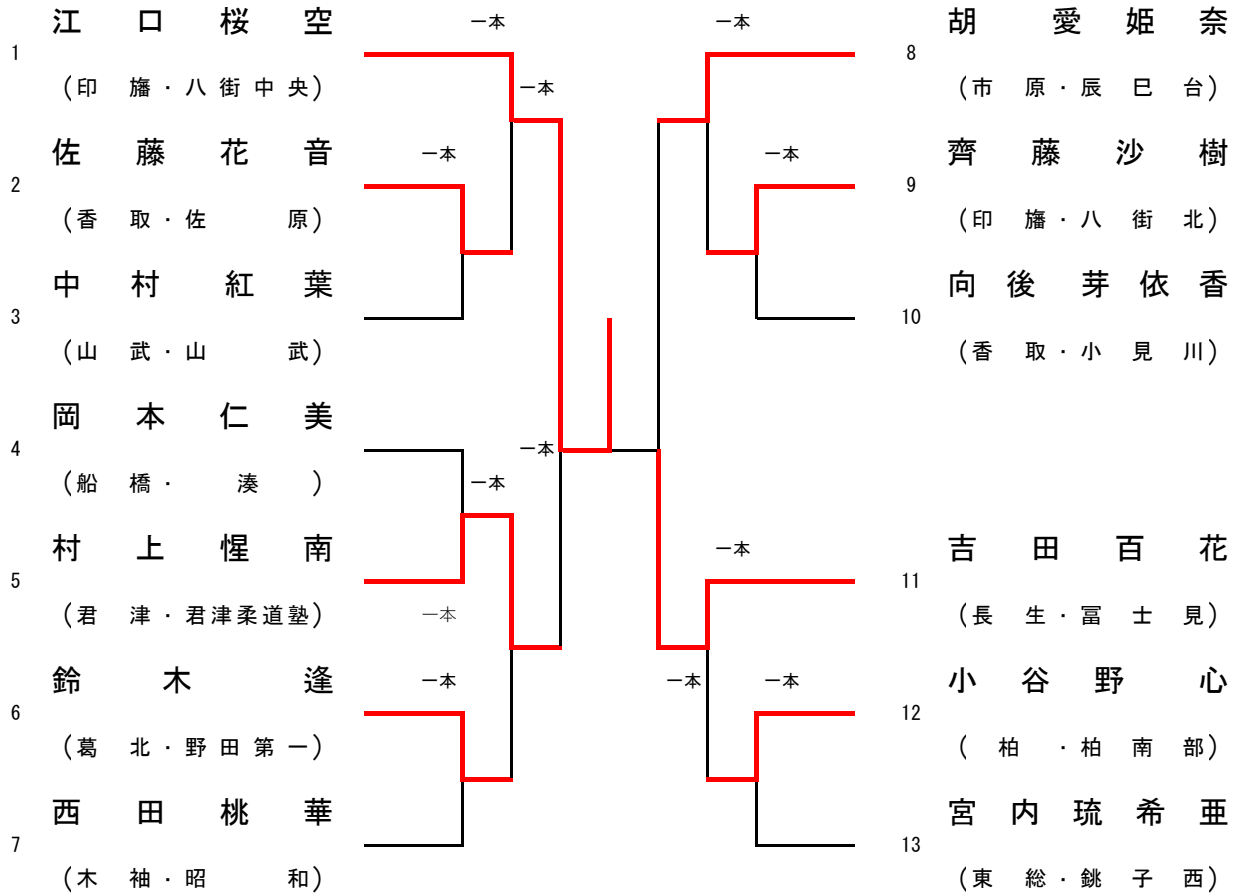 江口桜空
1
(印旛・八街中央)
佐藤花音
2
(香取・佐原)
中村紅葉
3
(山武・山武)
岡本仁美
4
(船橋・湊)
村上惺南
5
(君津・君津柔道塾)
鈴木逢
6
(葛北・野田第一)
西田桃華
7
(木袖・昭和)
一本
一本
一本
一本
一本
一本
一本
一本
一本
一本
一本
一本
胡愛姫奈
8
(市原・辰巳台)
齊藤沙樹
9
(印旛・八街北)
向後芽依香
10
(香取・小見川)
吉田百花
11
(長生・冨士見)
小谷野心
12
(柏・柏南部)
宮内琉希亜
13
(東総・銚子西)